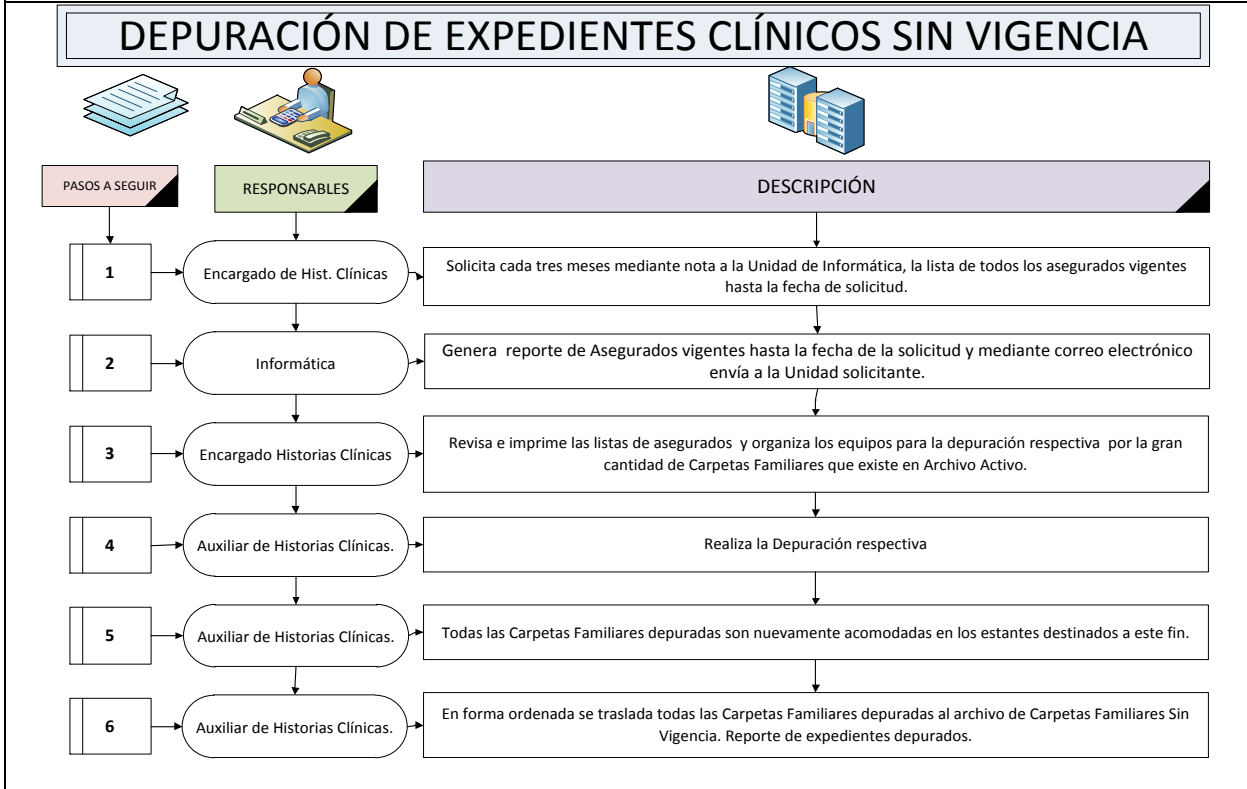 DEPURACIÓN DE EXPEDIENTES CLÍNICOS SIN VIGENCIA
PASOS A SEGUIR
RESPONSABLES
DESCRIPCIÓN
1
Encargado de Hist. Clínicas
Solicita cada tres meses mediante nota a la Unidad de Informática, la lista de todos los asegurados vigentes
hasta la fecha de solicitud.
2
Informática
Genera reporte de Asegurados vigentes hasta la fecha de la solicitud y mediante correo electrónico
envía a la Unidad solicitante.
3
Encargado Historias Clínicas
Revisa e imprime las listas de asegurados y organiza los equipos para la depuración respectiva por la gran
cantidad de Carpetas Familiares que existe en Archivo Activo.
4
Auxiliar de Historias Clínicas.
Realiza la Depuración respectiva
5
Auxiliar de Historias Clínicas.
Todas las Carpetas Familiares depuradas son nuevamente acomodadas en los estantes destinados a este fin.
6
Auxiliar de Historias Clínicas.
En forma ordenada se traslada todas las Carpetas Familiares depuradas al archivo de Carpetas Familiares Sin
Vigencia. Reporte de expedientes depurados.